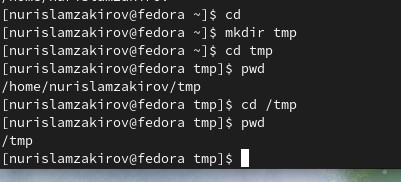 [nurislamzakirov@fedora ~]$ cd
[nurislamzakirov@fedora ~]$ mkdir tmp
[nurislamzakirov@fedora ~]$ cd tmp
[nurislamzakirov@fedora tmp]$ pwd
/home/nurislamzakirov/tmp
[nurislamzakirov@fedora tmp]$ cd /tmp
[nurislamzakirov@fedora tmp]$ pwd
/tmp
[nurislamzakirov@fedora tmp]$